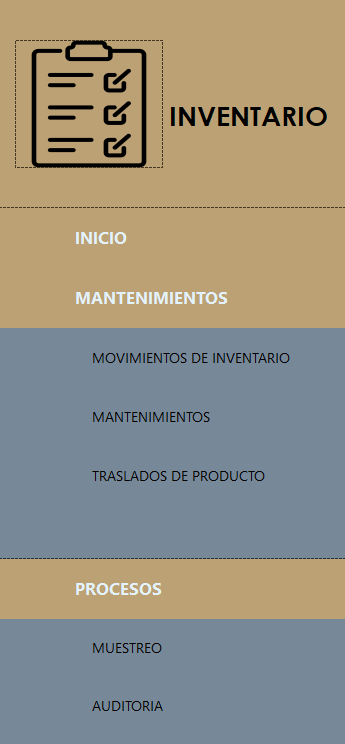 INVENTARIO
INICIO
MANTENIMIENTOS
MOVIMIENTOS DE INVENTARIO
MANTENIMIENTOS
TRASLADOS DE PRODUCTO
PROCESOS
MUESTREO
AUDITORIA